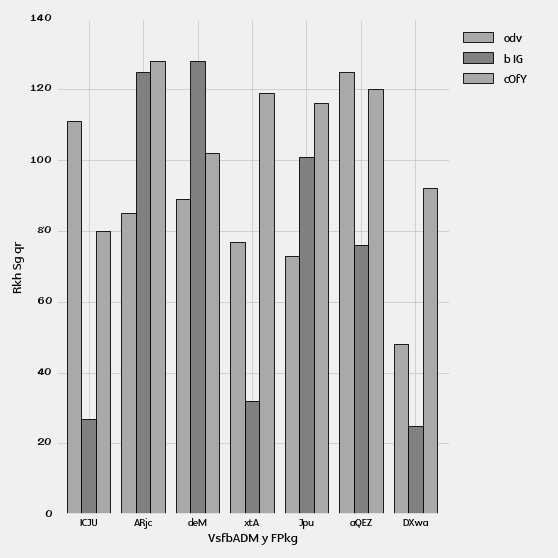 140
120
100
80
60
40
20
0
Rkh Sg qr
ICJU ARjc deM xtA Jpu aQEZ DXwa
VsfbADM y FPkg
odv
b IG
cOfY